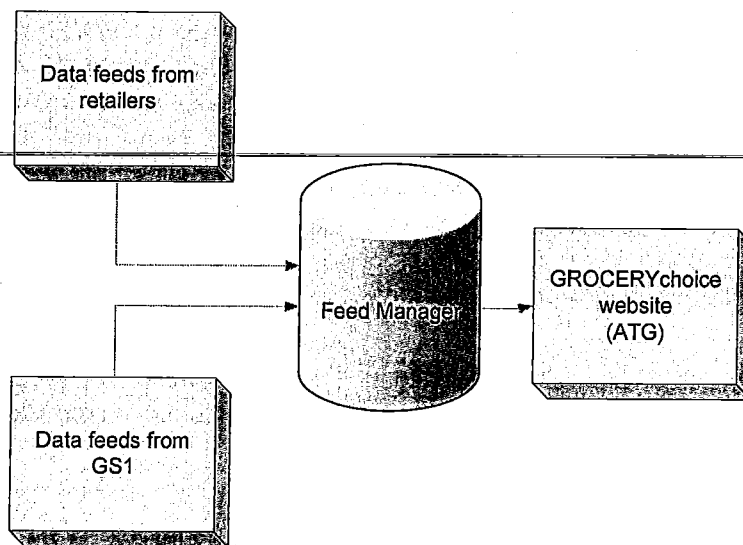 Data feeds from
retailers
Feed Manager
GROCERYchoice
website
(ATG)
Data feeds from
GS1